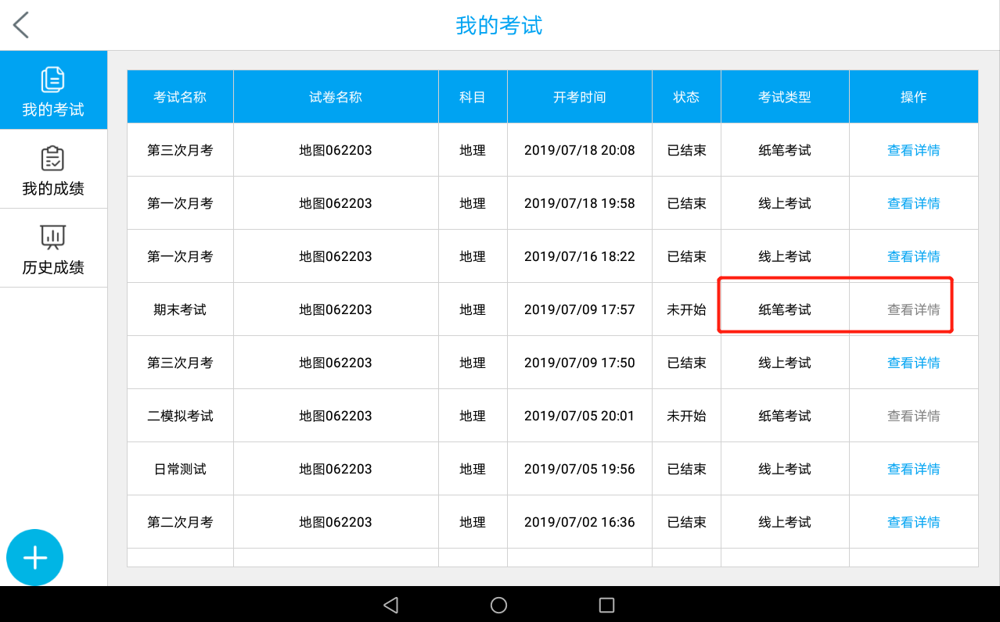 我的考试
我的考试
我的成绩
历史成绩
考试名称 试卷名称 科目 开考时间 状态 考试类型 操作
第三次月考 地图062203 地理 2019/07/18 20:08 已结束 纸笔考试 查看详情
第一次月考 地图062203 地理 2019/07/18 19:58 已结束 线上考试 查看详情
第一次月考 地图062203 地理 2019/07/16 18:22 已结束 线上考试 查看详情
期末考试 地图062203 地理 2019/07/09 17:57 未开始 纸笔考试 查看详情
第三次月考 地图062203 地理 2019/07/09 17:50 已结束 线上考试 查看详情
二模拟考试 地图062203 地理 2019/07/05 20:01 未开始 纸笔考试 查看详情
日常测试 地图062203 地理 2019/07/05 19:56 已结束 线上考试 查看详情
第二次月考 地图062203 地理 2019/07/02 16:36 已结束 线上考试 查看详情